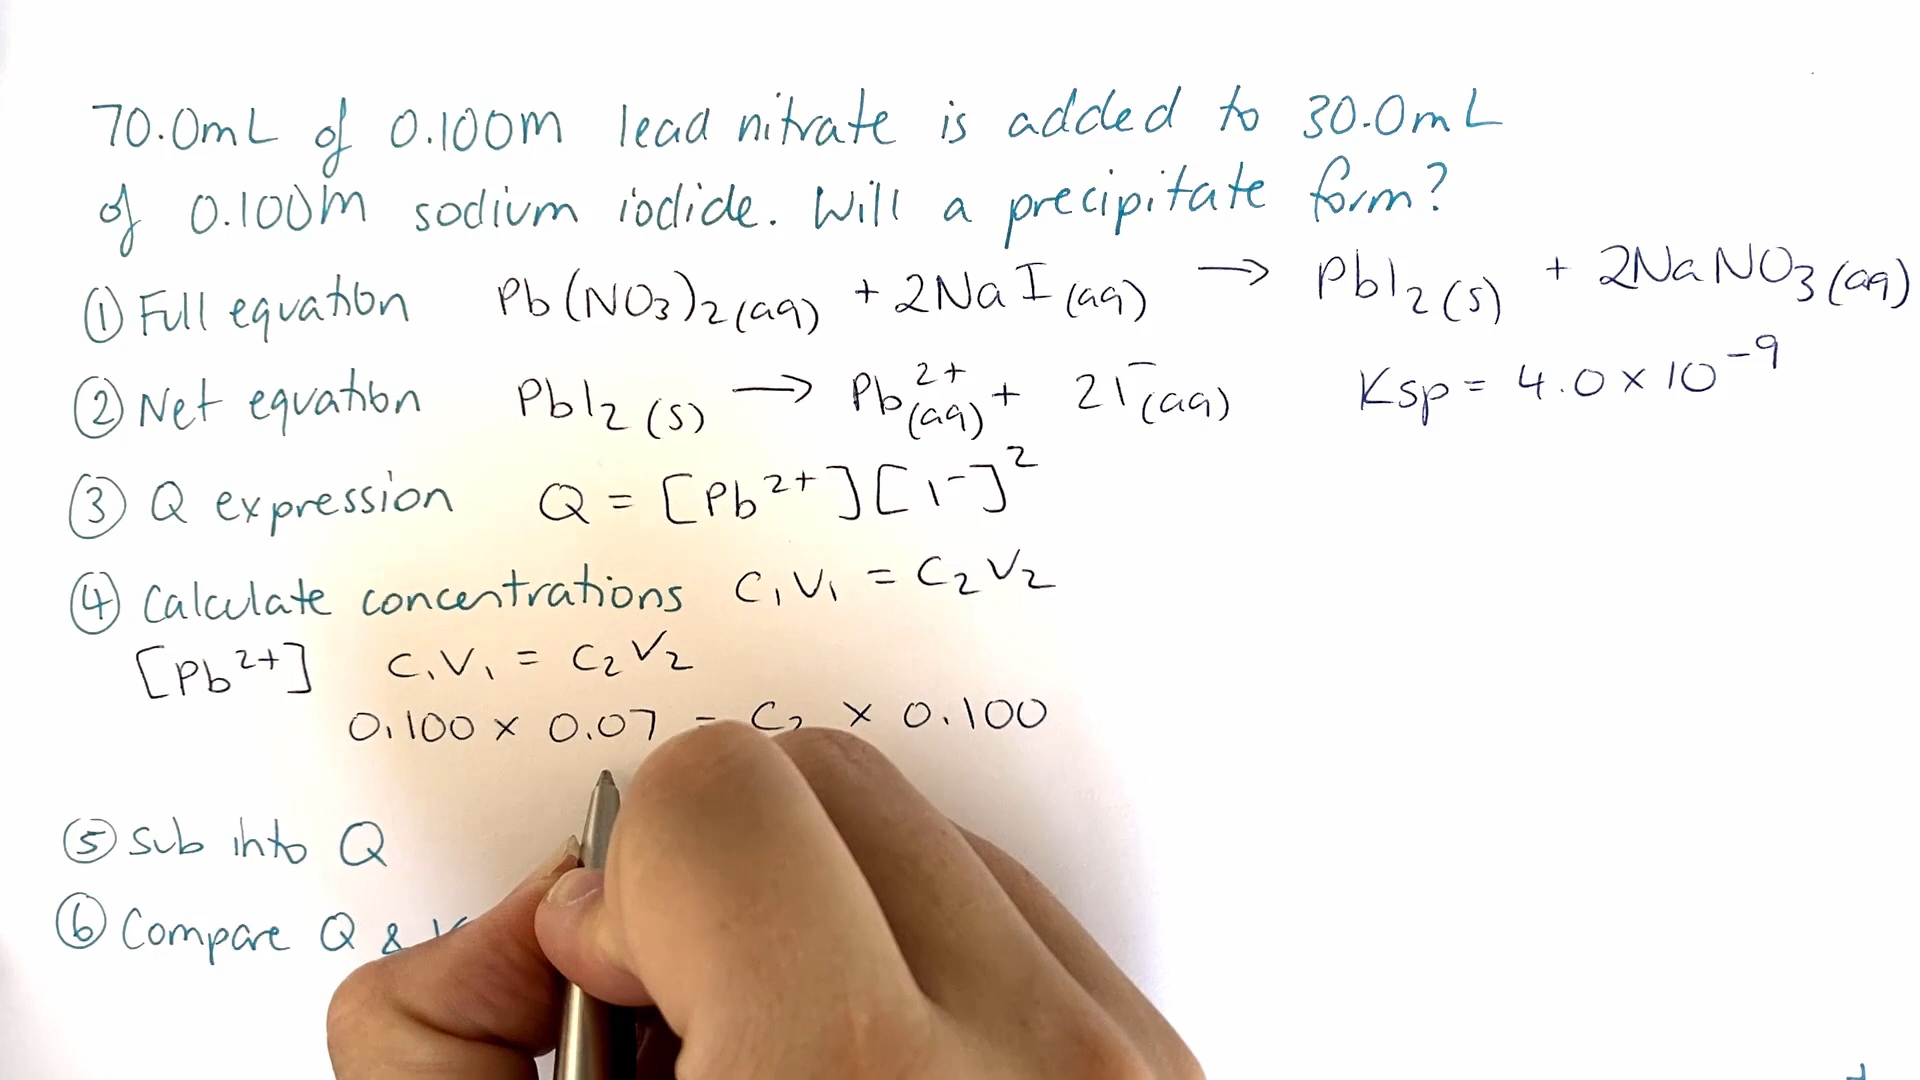 70.0mL of 0.100m lead nitrate is added to 30.0mL
of 0.100m sodium iodide. Will a precipitate form?
① Full equation Pb(NO3)2(aq) + 2NaI(aq) → PbI2(s) + 2NaNO3(aq)
② Net equation PbI2(s) → Pb2+(aq) + 2I-(aq) Ksp = 4.0 × 10-9
③ Q expression Q = [Pb2+][I-]2
④ Calculate concentrations C1V1 = C2V2
[Pb2+] C1V1 = C2V2
0.100 × 0.07 = C2 × 0.100
⑤ Sub into Q
⑥ Compare Q &